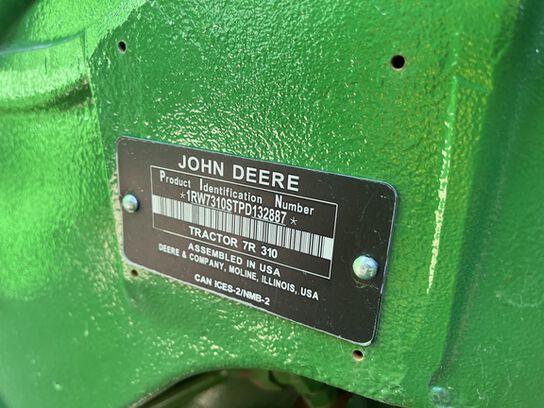 JOHN DEERE
Product Identification Number
*1RW7310STPD132887*
TRACTOR 7R 310
ASSEMBLED IN USA
DEERE & COMPANY, MOLINE, ILLINOIS, USA
CAN ICES-2/NMB-2